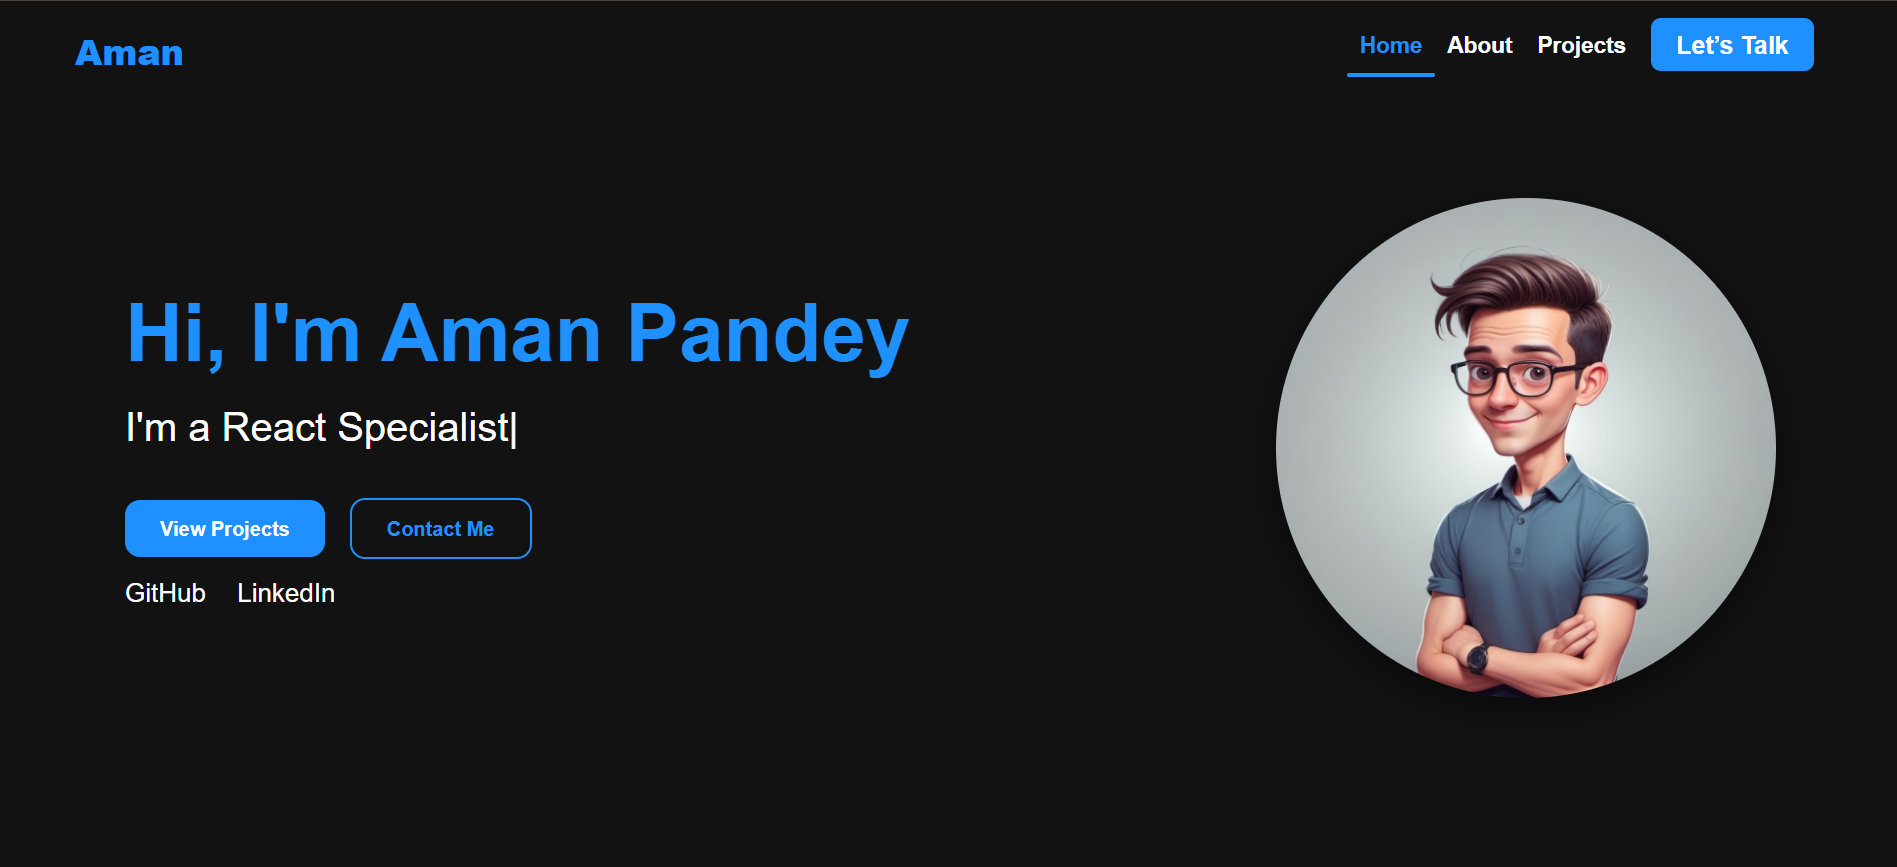 Aman
Home About Projects Let’s Talk
Hi, I'm Aman Pandey
I'm a React Specialist|
View Projects Contact Me
GitHub LinkedIn